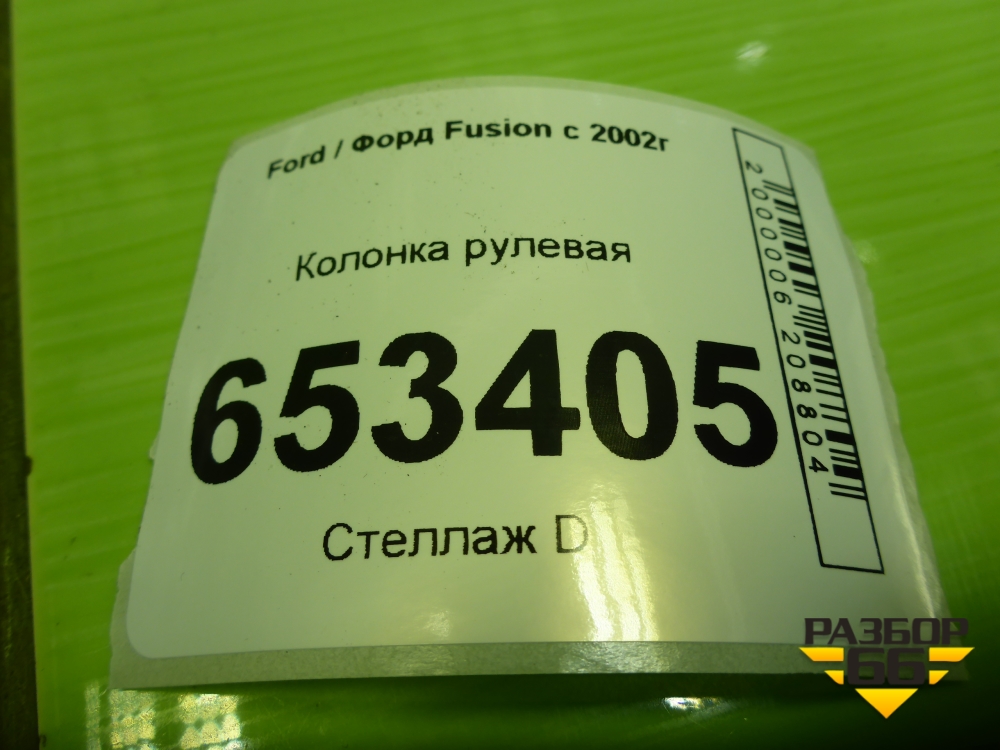 Ford / Форд Fusion с 2002г
Колонка рулевая
653405
Стеллаж D
2000006208804
РАЗБОР
66